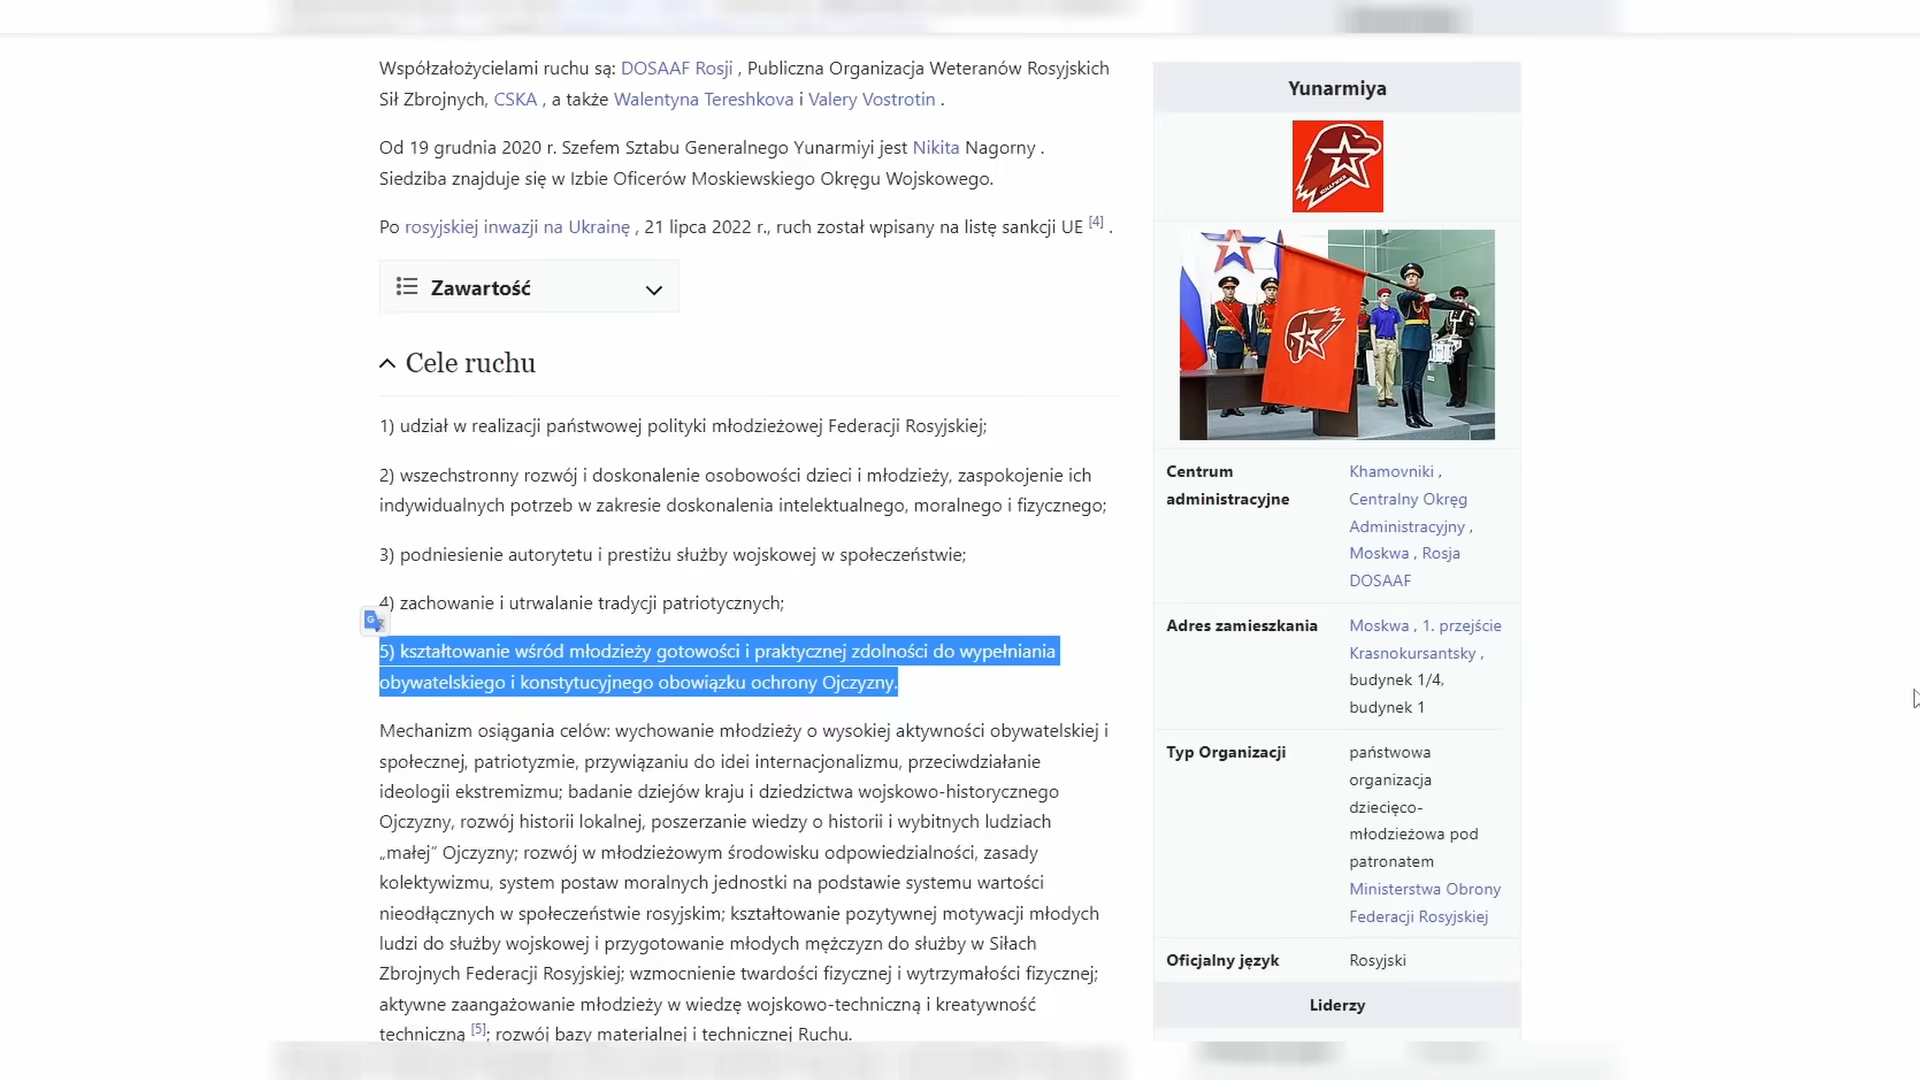 Współzałożycielami ruchu są: DOSAAF Rosji , Publiczna Organizacja Weteranów Rosyjskich
Sił Zbrojnych, CSKA , a także Walentyna Tereshkova i Valery Vostrotin .
Od 19 grudnia 2020 r. Szefem Sztabu Generalnego Yunarmiyi jest Nikita Nagorny .
Siedziba znajduje się w Izbie Oficerów Moskiewskiego Okręgu Wojskowego.
Po rosyjskiej inwazji na Ukrainę , 21 lipca 2022 r., ruch został wpisany na listę sankcji UE [4] .
Zawartość
Cele ruchu
1) udział w realizacji państwowej polityki młodzieżowej Federacji Rosyjskiej;
2) wszechstronny rozwój i doskonalenie osobowości dzieci i młodzieży, zaspokojenie ich
indywidualnych potrzeb w zakresie doskonalenia intelektualnego, moralnego i fizycznego;
3) podniesienie autorytetu i prestiżu służby wojskowej w społeczeństwie;
4) zachowanie i utrwalanie tradycji patriotycznych;
5) kształtowanie wśród młodzieży gotowości i praktycznej zdolności do wypełniania
obywatelskiego i konstytucyjnego obowiązku ochrony Ojczyzny.
Mechanizm osiągania celów: wychowanie młodzieży o wysokiej aktywności obywatelskiej i
społecznej, patriotyzmie, przywiązaniu do idei internacjonalizmu, przeciwdziałanie
ideologii ekstremizmu; badanie dziejów kraju i dziedzictwa wojskowo-historycznego
Ojczyzny, rozwój historii lokalnej, poszerzanie wiedzy o historii i wybitnych ludziach
„małej” Ojczyzny; rozwój w młodzieżowym środowisku odpowiedzialności, zasady
kolektywizmu, system postaw moralnych jednostki na podstawie systemu wartości
nieodłącznych w społeczeństwie rosyjskim; kształtowanie pozytywnej motywacji młodych
ludzi do służby wojskowej i przygotowanie młodych mężczyzn do służby w Siłach
Zbrojnych Federacji Rosyjskiej; wzmocnienie twardości fizycznej i wytrzymałości fizycznej;
aktywne zaangażowanie młodzieży w wiedzę wojskowo-techniczną i kreatywność
techniczną [5]; rozwój bazy materialnej i technicznej Ruchu.
Yunarmiya
ЮНАРМИЯ
Centrum
administracyjne
Khamovniki ,
Centralny Okręg
Administracyjny ,
Moskwa , Rosja
DOSAAF
Adres zamieszkania
Moskwa , 1. przejście
Krasnokursantsky ,
budynek 1/4,
budynek 1
Typ Organizacji
państwowa
organizacja
dziecięco-
młodzieżowa pod
patronatem
Ministerstwa Obrony
Federacji Rosyjskiej
Oficjalny język
Rosyjski
Liderzy